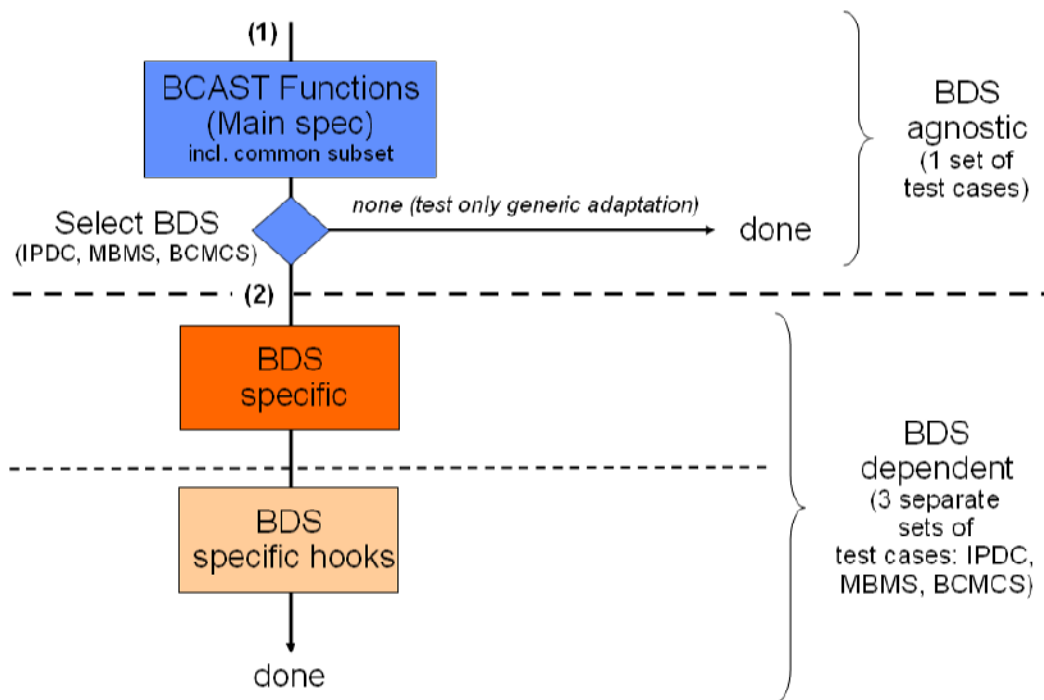 (1)
BCAST Functions
(Main spec)
incl. common subset
BDS
agnostic
(1 set of
test cases)
Select BDS
(IPDC, MBMS, BCMCS)
none (test only generic adaptation)
done
(2)
BDS
specific
BDS
specific hooks
BDS
dependent
(3 separate
sets of
test cases: IPDC,
MBMS, BCMCS)
done